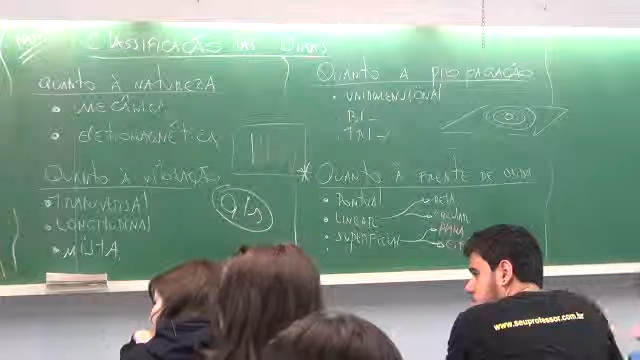 CLASSIFICAÇÃO DAS ONDAS
QUANTO À NATUREZA
MECÂNICA
ELETROMAGNÉTICA
QUANTO À VIBRAÇÃO
TRANSVERSAL
LONGITUDINAL
MISTA
QUANTO A PROPAGAÇÃO
UNIDIMENSIONAL
BI-
TRI-
QUANTO À FRENTE DE ONDA
PONTUAL
LINEAR
RETA
CIRCULAR
SUPERFICIAL
PLANA
www.seuprofessor.com.br